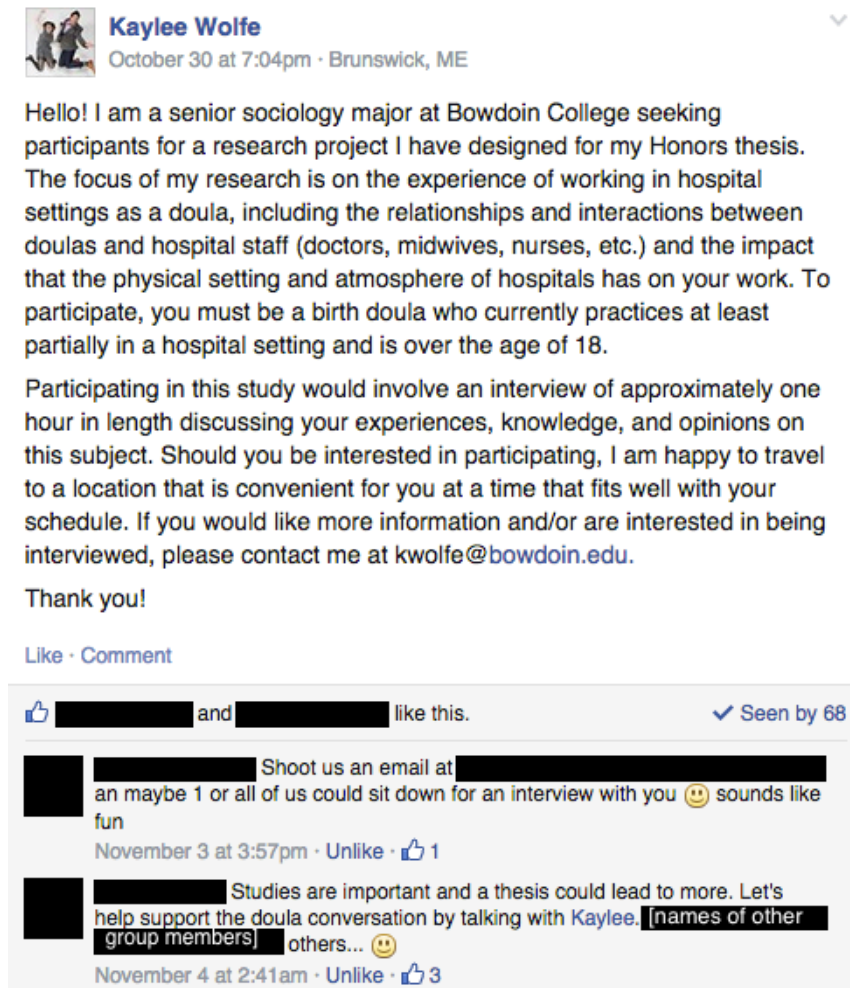 Kaylee Wolfe
October 30 at 7:04pm · Brunswick, ME
Hello! I am a senior sociology major at Bowdoin College seeking
participants for a research project I have designed for my Honors thesis.
The focus of my research is on the experience of working in hospital
settings as a doula, including the relationships and interactions between
doulas and hospital staff (doctors, midwives, nurses, etc.) and the impact
that the physical setting and atmosphere of hospitals has on your work. To
participate, you must be a birth doula who currently practices at least
partially in a hospital setting and is over the age of 18.
Participating in this study would involve an interview of approximately one
hour in length discussing your experiences, knowledge, and opinions on
this subject. Should you be interested in participating, I am happy to travel
to a location that is convenient for you at a time that fits well with your
schedule. If you would like more information and/or are interested in being
interviewed, please contact me at kwolfe@bowdoin.edu.
Thank you!
Like · Comment
and like this. Seen by 68
Shoot us an email at
an maybe 1 or all of us could sit down for an interview with you 🙂 sounds like
fun
November 3 at 3:57pm · Unlike · 1
Studies are important and a thesis could lead to more. Let's
help support the doula conversation by talking with Kaylee. [names of other
group members] others... 🙂
November 4 at 2:41am · Unlike · 3